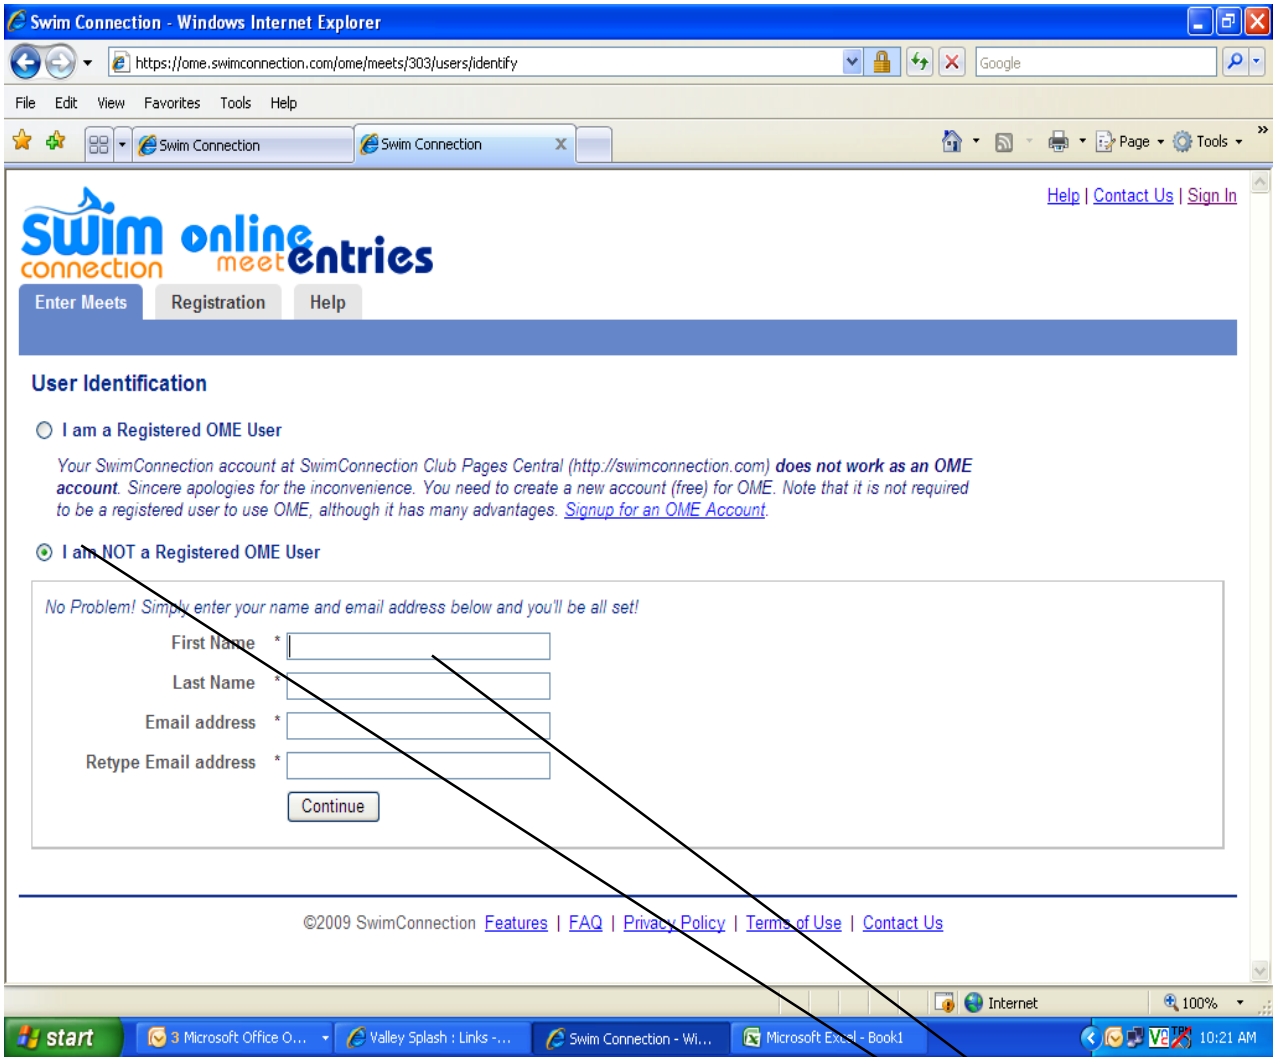 Swim Connection - Windows Internet Explorer
https://ome.swimconnection.com/ome/meets/303/users/identify
Google
File Edit View Favorites Tools Help
Swim Connection
Swim Connection
Page
Tools
Help | Contact Us | Sign In
swim connection
online meet entries
Enter Meets Registration Help
User Identification
I am a Registered OME User
Your SwimConnection account at SwimConnection Club Pages Central (http://swimconnection.com) does not work as an OME
account. Sincere apologies for the inconvenience. You need to create a new account (free) for OME. Note that it is not required
to be a registered user to use OME, although it has many advantages. Signup for an OME Account.
I am NOT a Registered OME User
No Problem! Simply enter your name and email address below and you'll be all set!
First Name *
Last Name *
Email address *
Retype Email address *
Continue
©2009 SwimConnection Features | FAQ | Privacy Policy | Terms of Use | Contact Us
Internet
100%
start
3 Microsoft Office O...
Valley Splash : Links -...
Swim Connection - Wi...
Microsoft Excel - Book1
10:21 AM